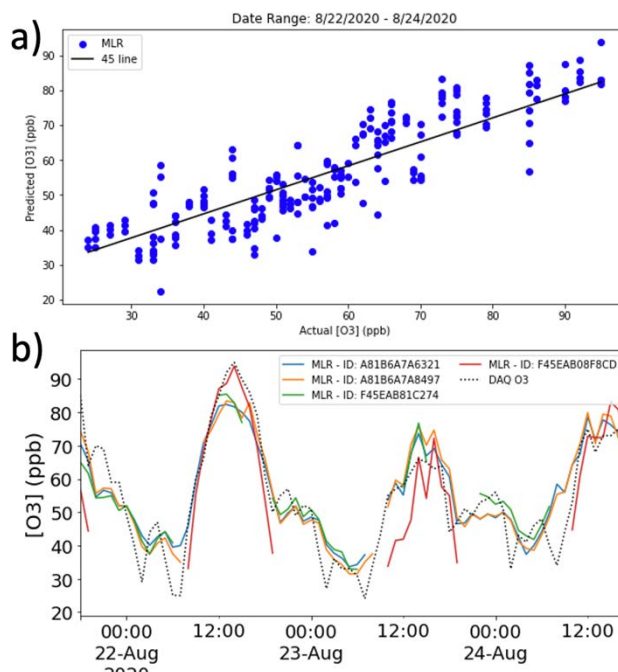 a)
Date Range: 8/22/2020 - 8/24/2020
MLR
45 line
90
80
70
60
50
40
30
20
Predicted [O3] (ppb)
30
40
50
60
70
80
90
Actual [O3] (ppb)
b)
MLR - ID: A81B6A7A6321
MLR - ID: A81B6A7A8497
MLR - ID: F45EAB81C274
MLR - ID: F45EAB08F8CD
DAQ O3
90
80
70
60
50
40
30
20
[O3] (ppb)
00:00
22-Aug
2020
12:00
00:00
23-Aug
12:00
00:00
24-Aug
12:00